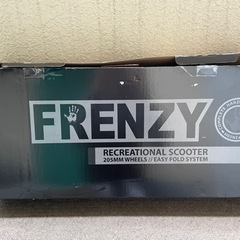 FRENZY
RECREATIONAL SCOOTER
205MM WHEELS // EASY FOLD SYSTEM